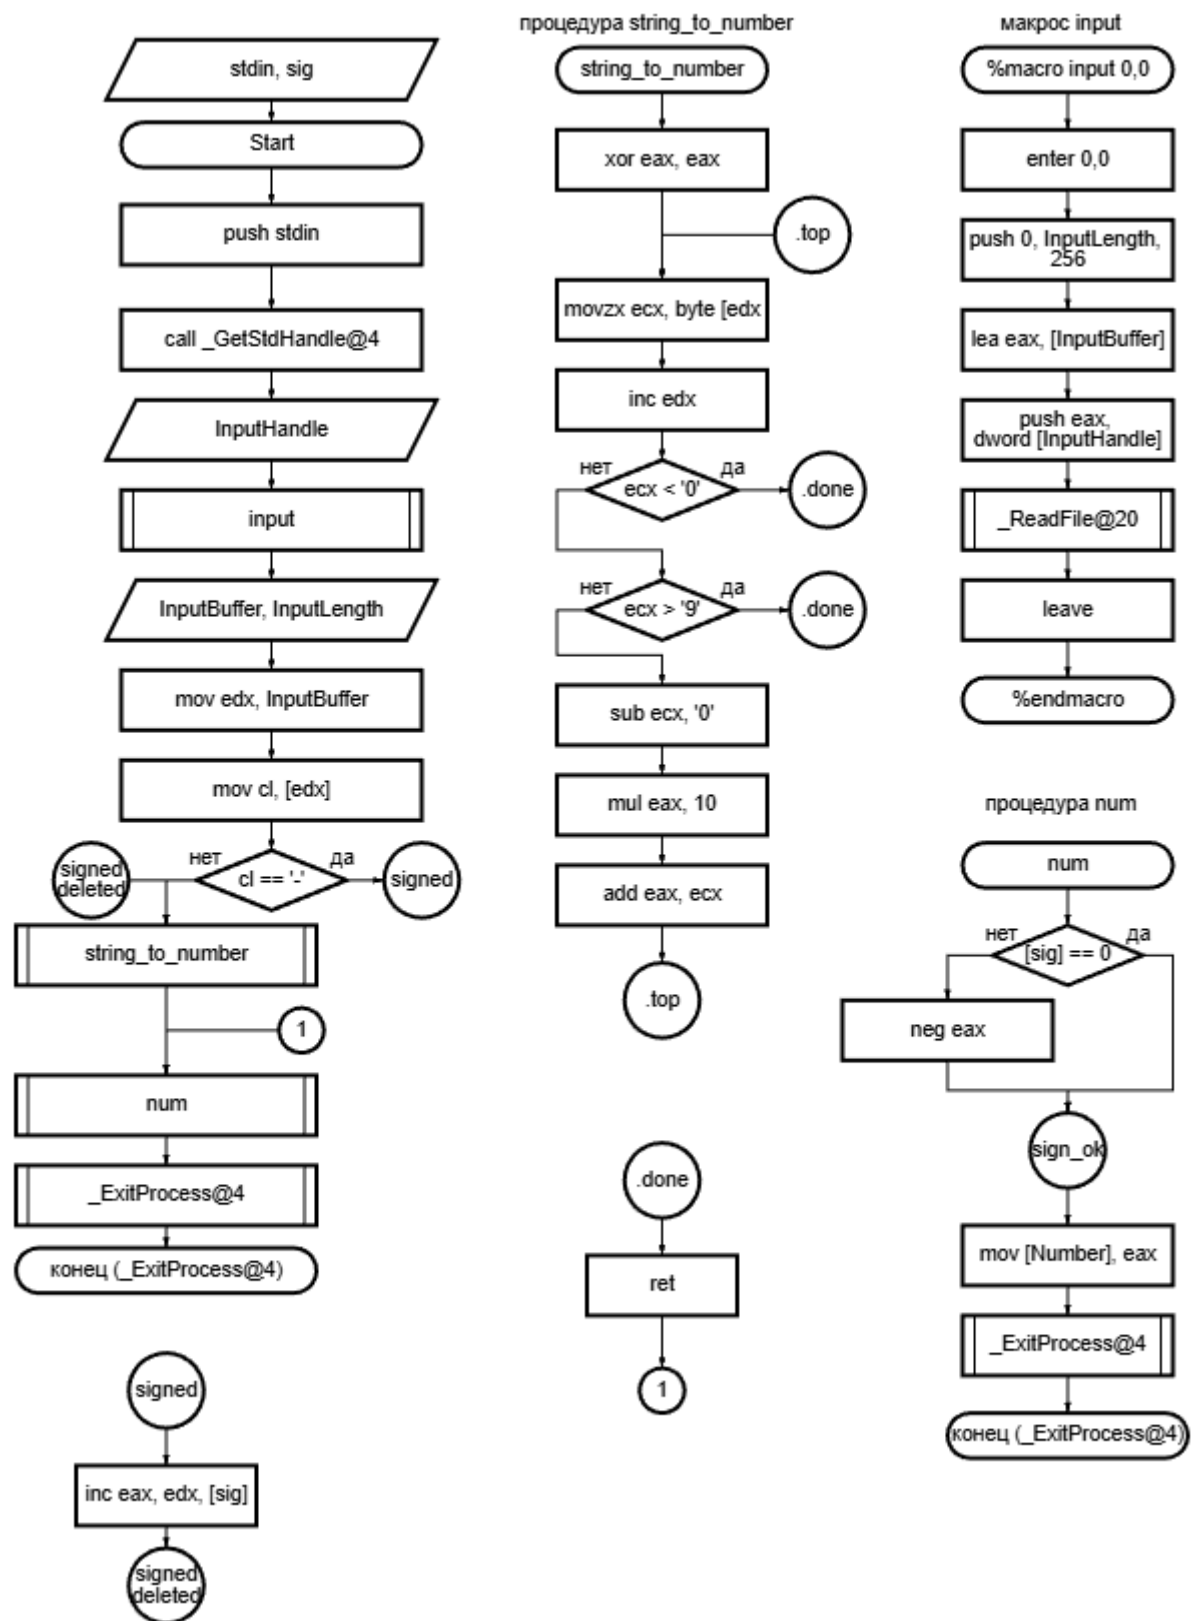 stdin, sig
Start
push stdin
call _GetStdHandle@4
InputHandle
input
InputBuffer, InputLength
mov edx, InputBuffer
mov cl, [edx]
signed
deleted
нет
cl == '-'
да
signed
string_to_number
1
num
_ExitProcess@4
конец (_ExitProcess@4)
signed
inc eax, edx, [sig]
signed
deleted
процедура string_to_number
string_to_number
xor eax, eax
.top
movzx ecx, byte [edx
inc edx
нет
ecx < '0'
да
.done
нет
ecx > '9'
да
.done
sub ecx, '0'
mul eax, 10
add eax, ecx
.top
.done
ret
1
макрос input
%macro input 0,0
enter 0,0
push 0, InputLength,
256
lea eax, [InputBuffer]
push eax,
dword [InputHandle]
_ReadFile@20
leave
%endmacro
процедура num
num
нет
[sig] == 0
да
neg eax
sign_ok
mov [Number], eax
_ExitProcess@4
конец (_ExitProcess@4)